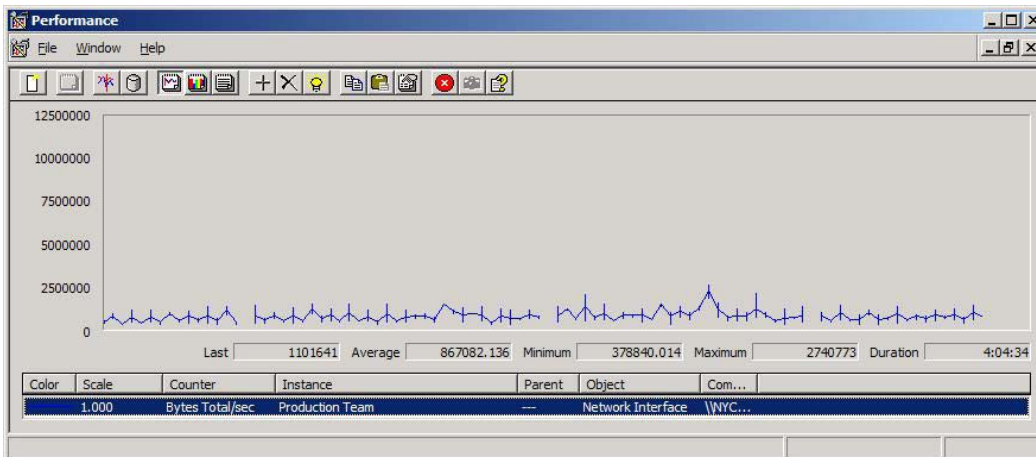 Performance
File Window Help
12500000
10000000
7500000
5000000
2500000
0
Last 1101641 Average 867082.136 Minimum 378840.014 Maximum 2740773 Duration 4:04:34
Color Scale Counter Instance Parent Object Com...
1.000 Bytes Total/sec Production Team --- Network Interface \\NYC...